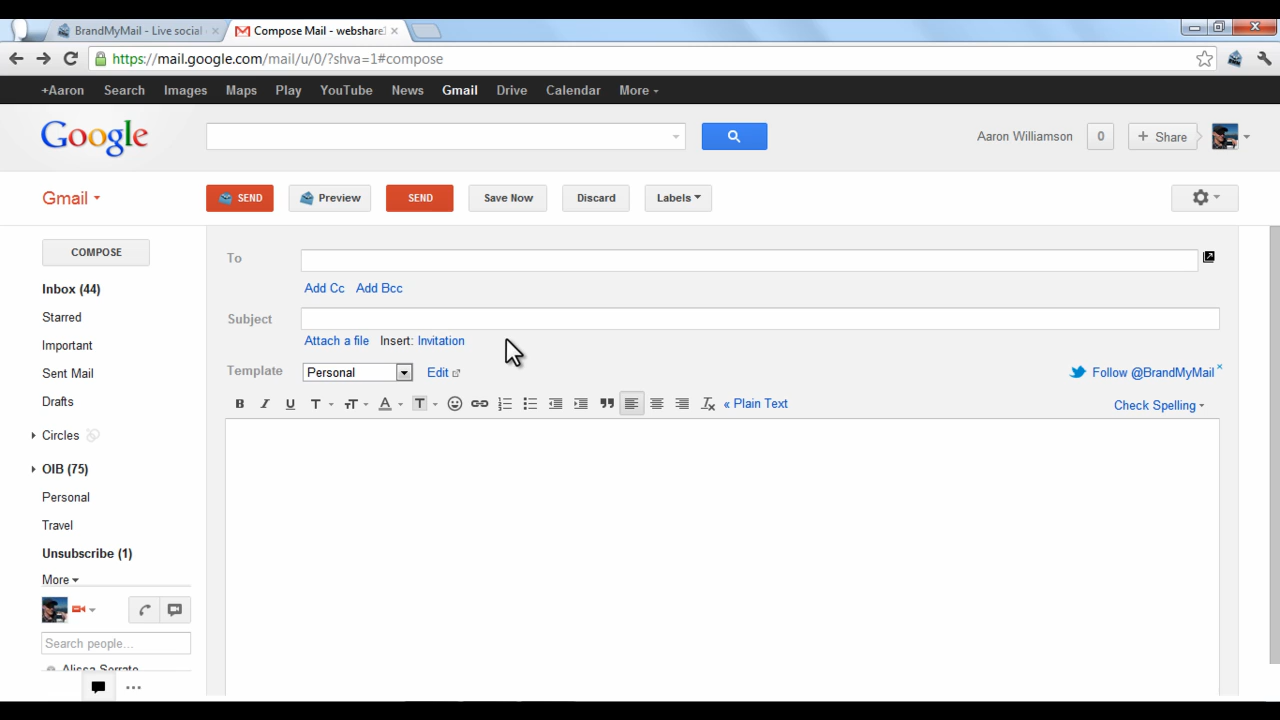 BrandMyMail - Live social
Compose Mail - webshare
https://mail.google.com/mail/u/0/?shva=1#compose
+Aaron Search Images Maps Play YouTube News Gmail Drive Calendar More
Google
Aaron Williamson 0 + Share
Gmail SEND Preview SEND Save Now Discard Labels
COMPOSE
To
Add Cc Add Bcc
Inbox (44)
Starred
Subject
Attach a file Insert: Invitation
Important
Template Personal Edit Follow @BrandMyMail
Sent Mail
Drafts
B I U T T A T « Plain Text Check Spelling
Circles
OIB (75)
Personal
Travel
Unsubscribe (1)
More
Search people...
Alissa Serrato